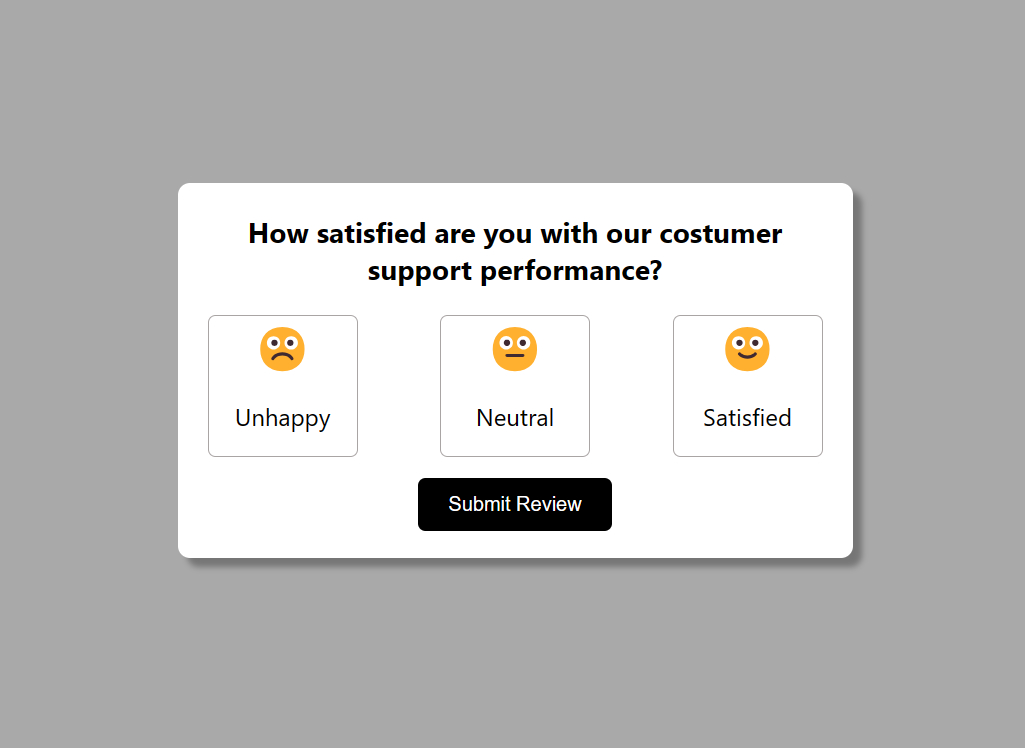 How satisfied are you with our costumer
support performance?
Unhappy
Neutral
Satisfied
Submit Review